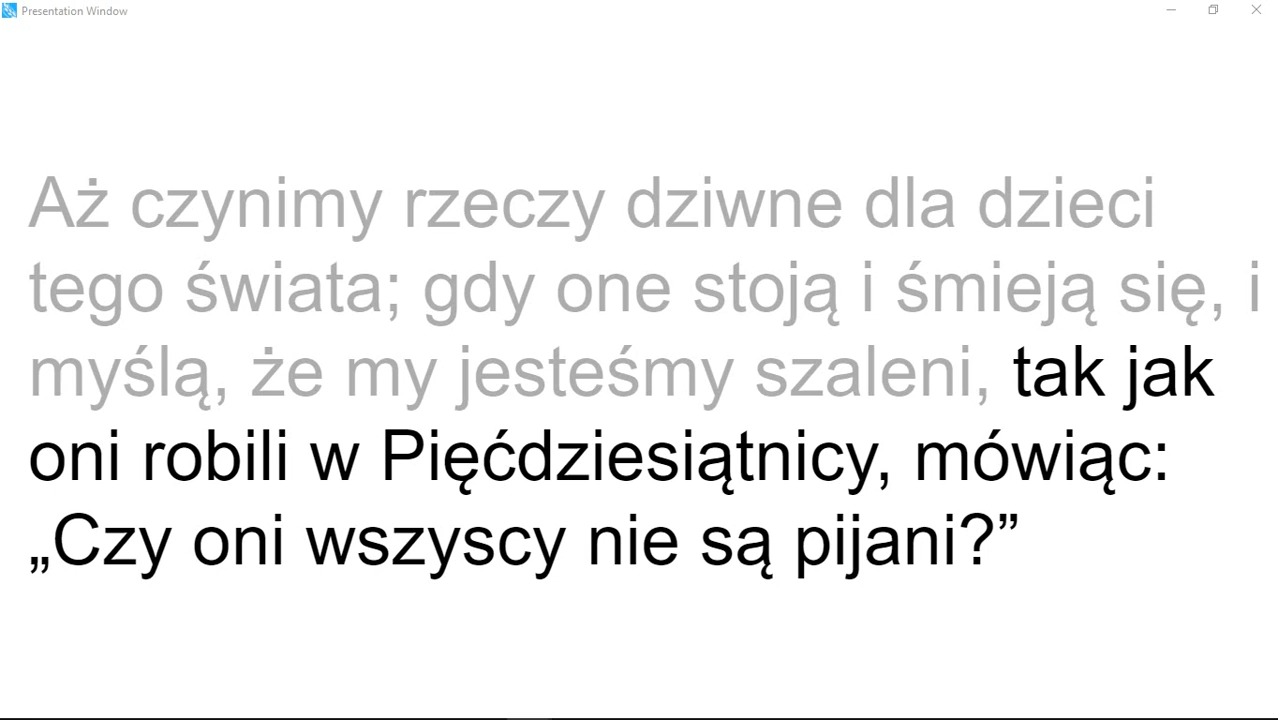 Presentation Window
Aż czynimy rzeczy dziwne dla dzieci
tego świata; gdy one stoją i śmieją się, i
myślą, że my jesteśmy szaleni, tak jak
oni robili w Pięćdziesiątnicy, mówiąc:
„Czy oni wszyscy nie są pijani?”